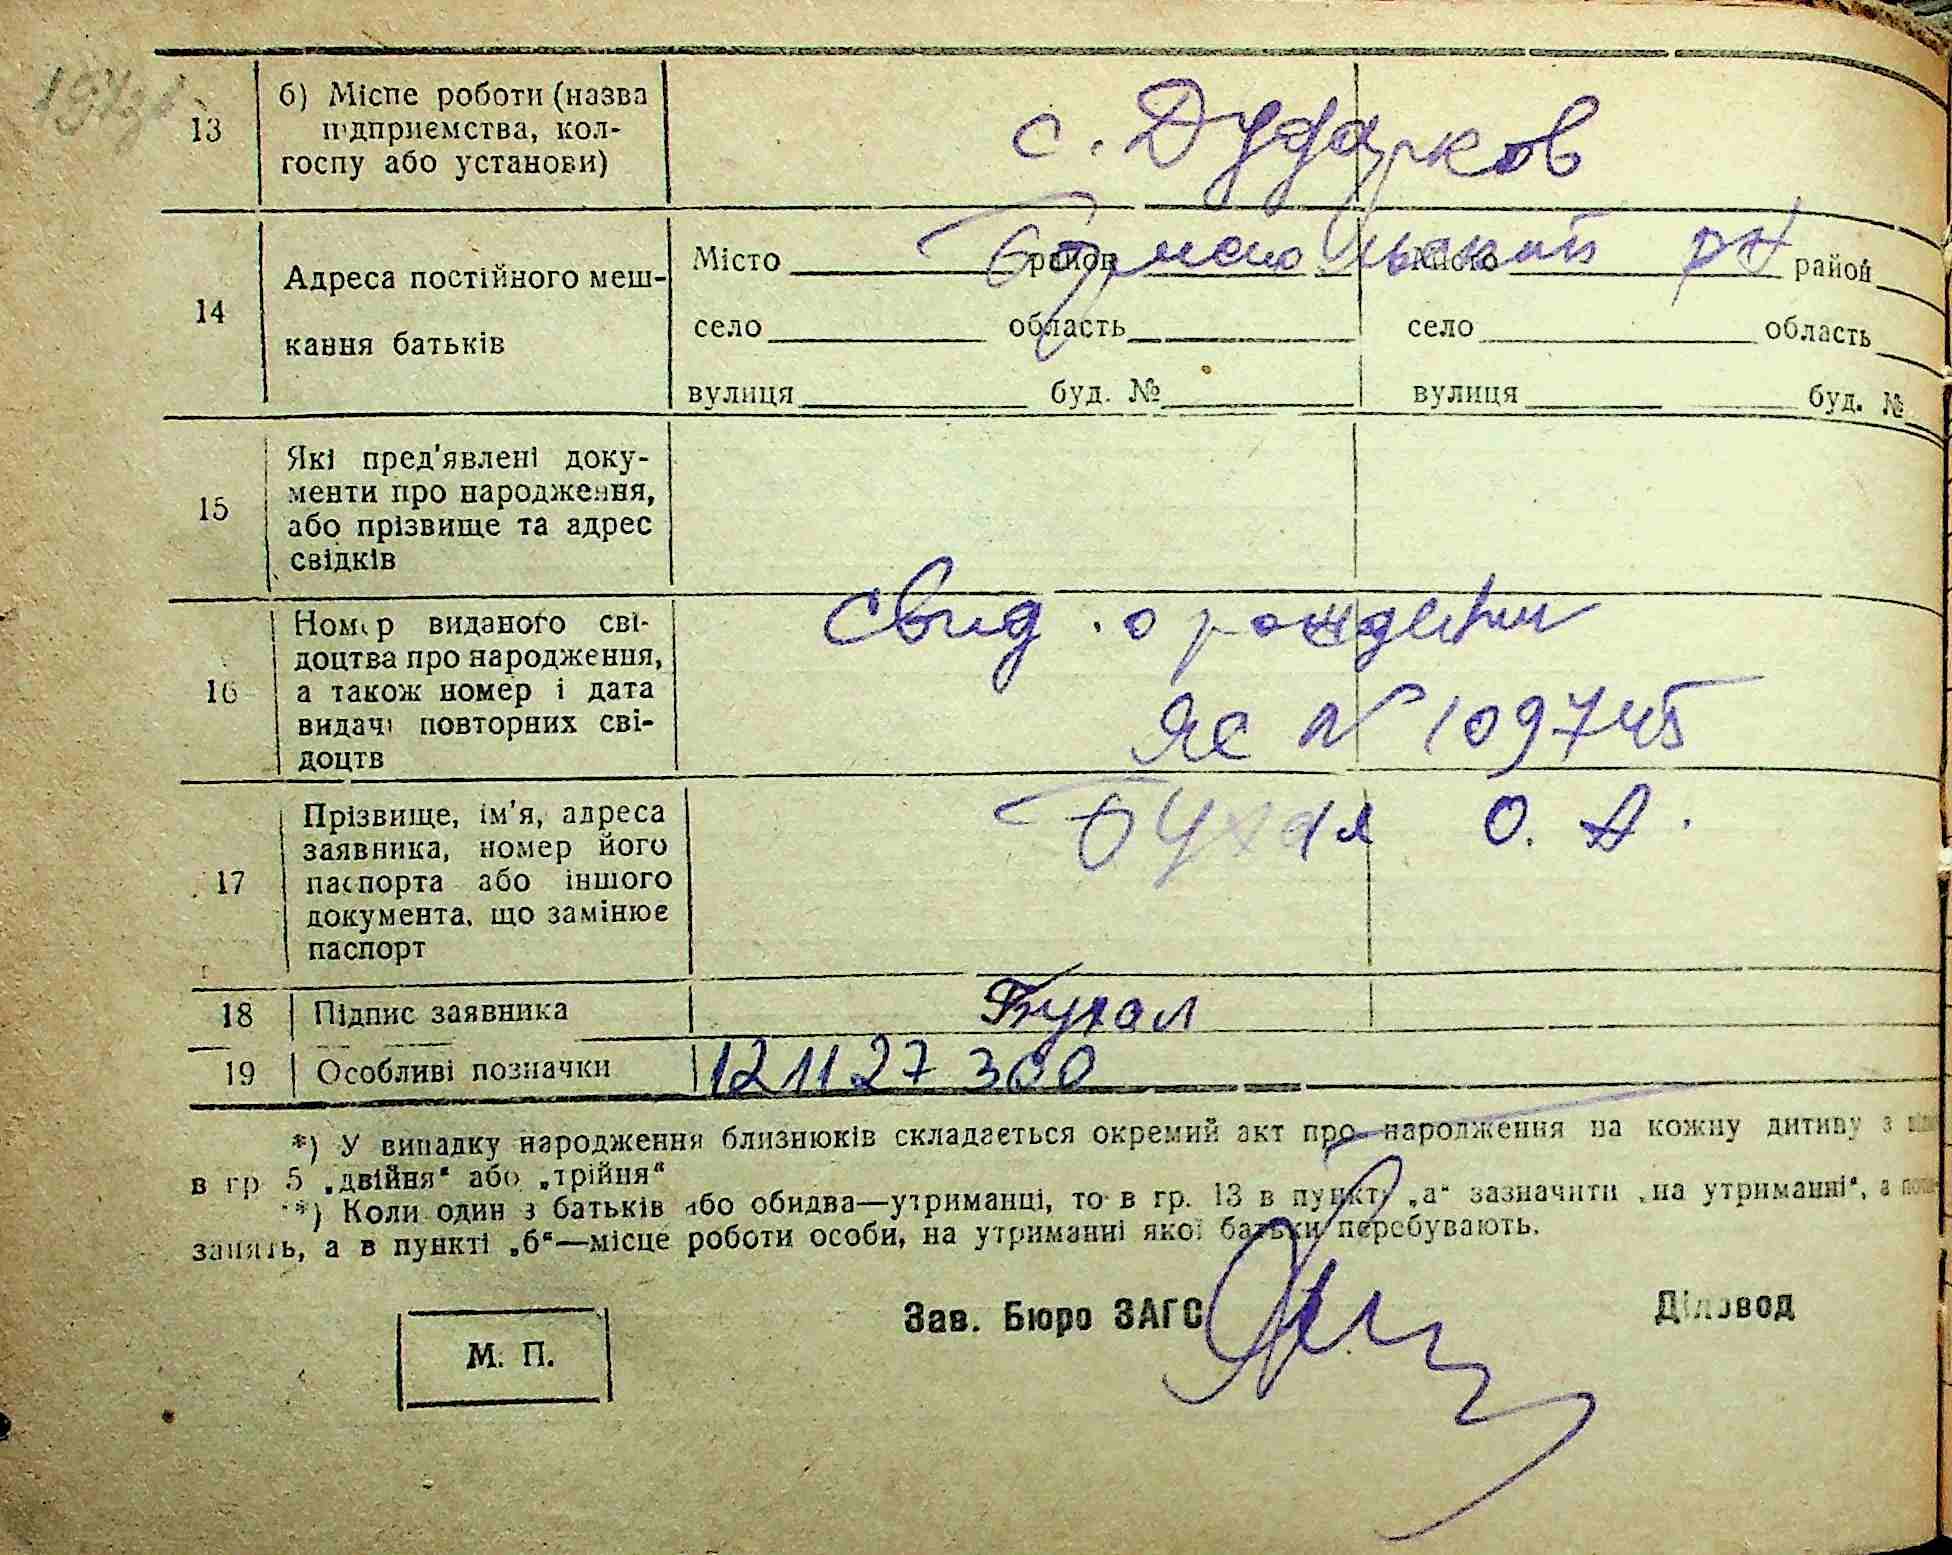 13
б) Місце роботи (назва
підприємства, кол-
госпу або установи)
с. Дударков
14
Адреса постійного меш-
кання батьків
Місто район Місто район
Бориспольский рн
село область село область
вулиця буд. № вулиця буд. №
15
Які пред'явлені доку-
менти про народження,
або прізвище та адрес
свідків
16
Номер виданого сві-
доцтва про народження,
а також номер і дата
видачі повторних сві-
доцтв
Свид. о рождении
ЯС N 109745
17
Прізвище, ім'я, адреса
заявника, номер його
паспорта або іншого
документа, що замінює
паспорт
Бухал О. А.
18
Підпис заявника
Бухал
19
Особливі позначки
121127 300
*) У випадку народження близнюків складається окремий акт про народження на кожну дитину з
в гр 5 „двійня“ або „трійня“
**) Коли один з батьків або обидва—утриманці, то в гр. 13 в пункті „а“ зазначити „на утриманні“, а
занять, а в пункті „б“—місце роботи особи, на утриманні якої батьки перебувають.
Зав. Бюро ЗАГС
Діловод
М. П.